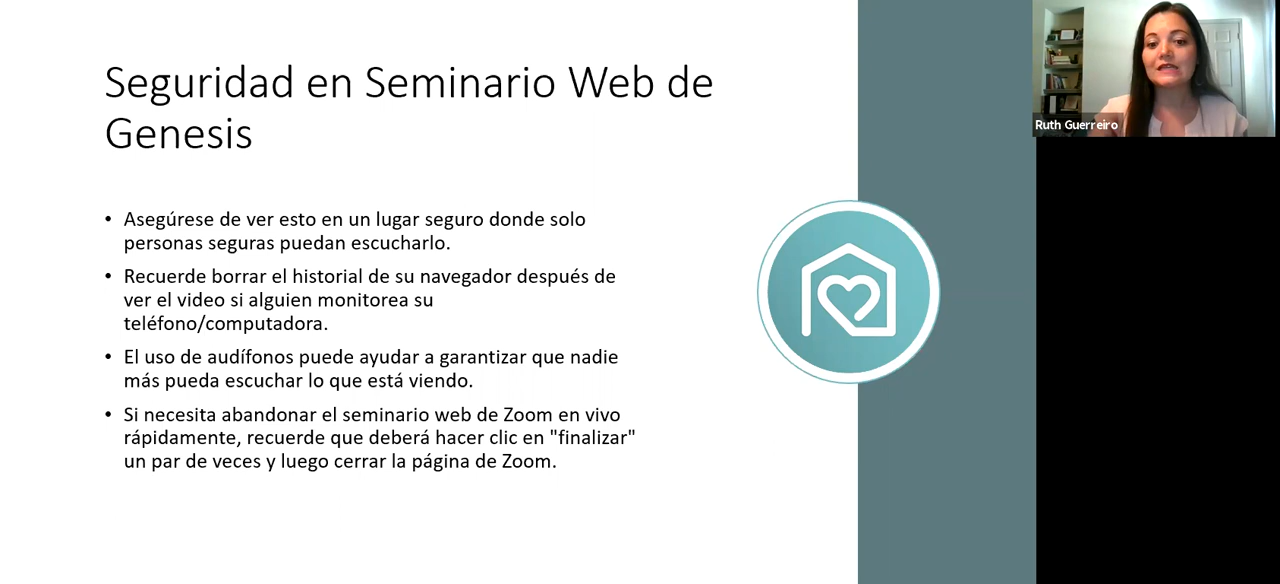 Seguridad en Seminario Web de
Genesis
• Asegúrese de ver esto en un lugar seguro donde solo
personas seguras puedan escucharlo.
• Recuerde borrar el historial de su navegador después de
ver el video si alguien monitorea su
teléfono/computadora.
• El uso de audífonos puede ayudar a garantizar que nadie
más pueda escuchar lo que está viendo.
• Si necesita abandonar el seminario web de Zoom en vivo
rápidamente, recuerde que deberá hacer clic en "finalizar"
un par de veces y luego cerrar la página de Zoom.
Ruth Guerreiro